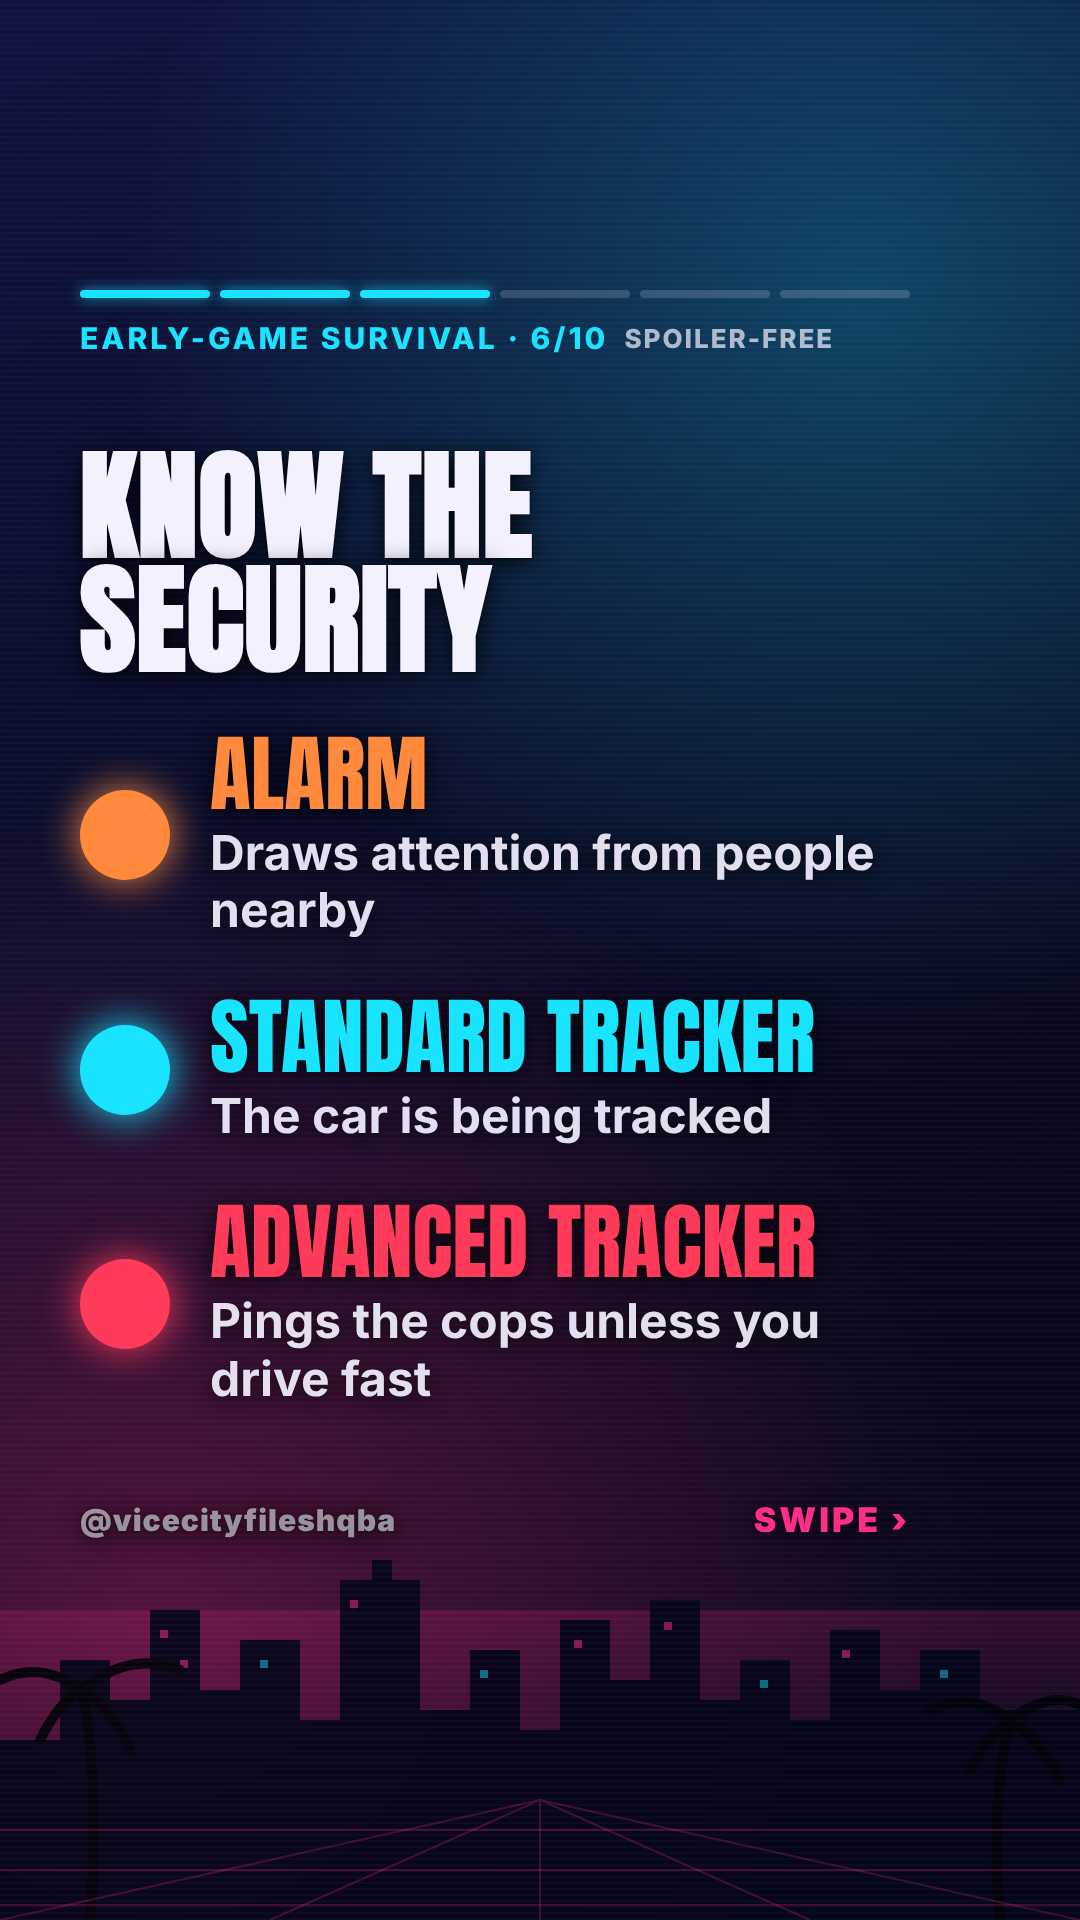 EARLY-GAME SURVIVAL · 6/10 SPOILER-FREE
KNOW THE
SECURITY
ALARM
Draws attention from people
nearby
STANDARD TRACKER
The car is being tracked
ADVANCED TRACKER
Pings the cops unless you
drive fast
@vicecityfileshqba
SWIPE ›